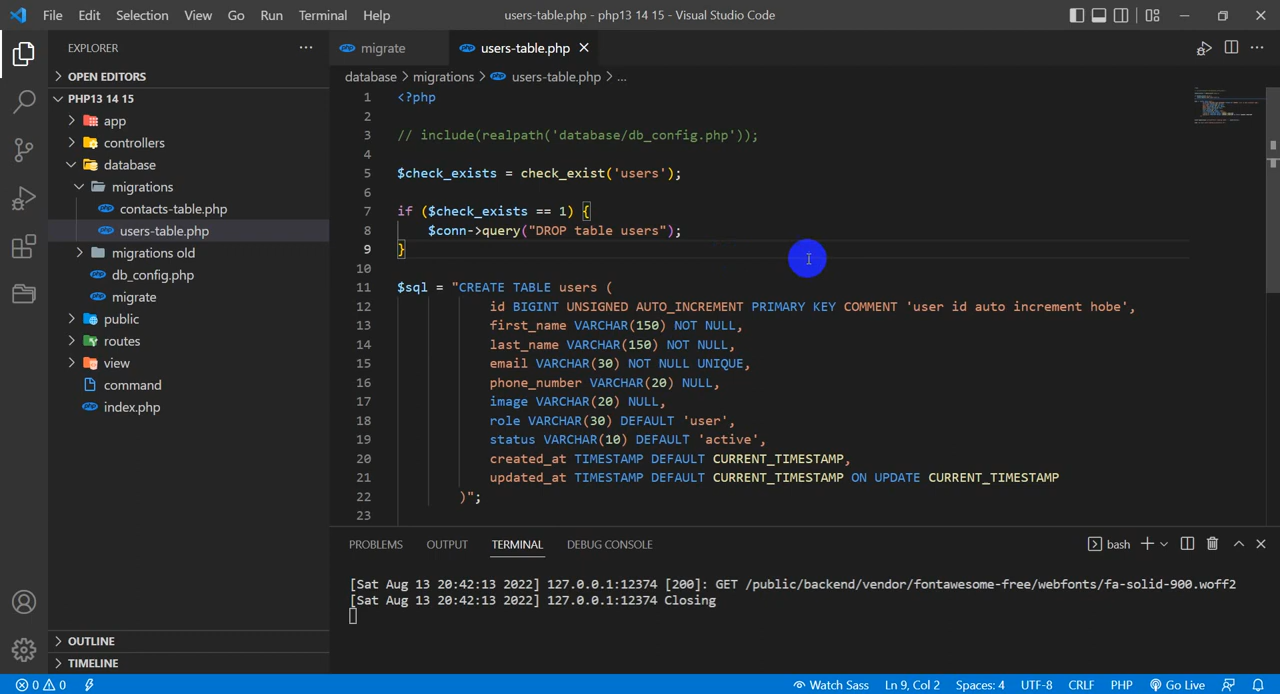 File Edit Selection View Go Run Terminal Help users-table.php - php13 14 15 - Visual Studio Code
EXPLORER
OPEN EDITORS
PHP13 14 15
app
controllers
database
migrations
contacts-table.php
users-table.php
migrations old
db_config.php
migrate
public
routes
view
command
index.php
OUTLINE
TIMELINE
migrate users-table.php
database > migrations > users-table.php > ...
1 <?php
2
3 // include(realpath('database/db_config.php'));
4
5 $check_exists = check_exist('users');
6
7 if ($check_exists == 1) {
8 $conn->query("DROP table users");
9 }
10
11 $sql = "CREATE TABLE users (
12 id BIGINT UNSIGNED AUTO_INCREMENT PRIMARY KEY COMMENT 'user id auto increment hobe',
13 first_name VARCHAR(150) NOT NULL,
14 last_name VARCHAR(150) NOT NULL,
15 email VARCHAR(30) NOT NULL UNIQUE,
16 phone_number VARCHAR(20) NULL,
17 image VARCHAR(20) NULL,
18 role VARCHAR(30) DEFAULT 'user',
19 status VARCHAR(10) DEFAULT 'active',
20 created_at TIMESTAMP DEFAULT CURRENT_TIMESTAMP,
21 updated_at TIMESTAMP DEFAULT CURRENT_TIMESTAMP ON UPDATE CURRENT_TIMESTAMP
22 )";
23
PROBLEMS OUTPUT TERMINAL DEBUG CONSOLE bash
[Sat Aug 13 20:42:13 2022] 127.0.0.1:12374 [200]: GET /public/backend/vendor/fontawesome-free/webfonts/fa-solid-900.woff2
[Sat Aug 13 20:42:13 2022] 127.0.0.1:12374 Closing
0 0 Watch Sass Ln 9, Col 2 Spaces: 4 UTF-8 CRLF PHP Go Live